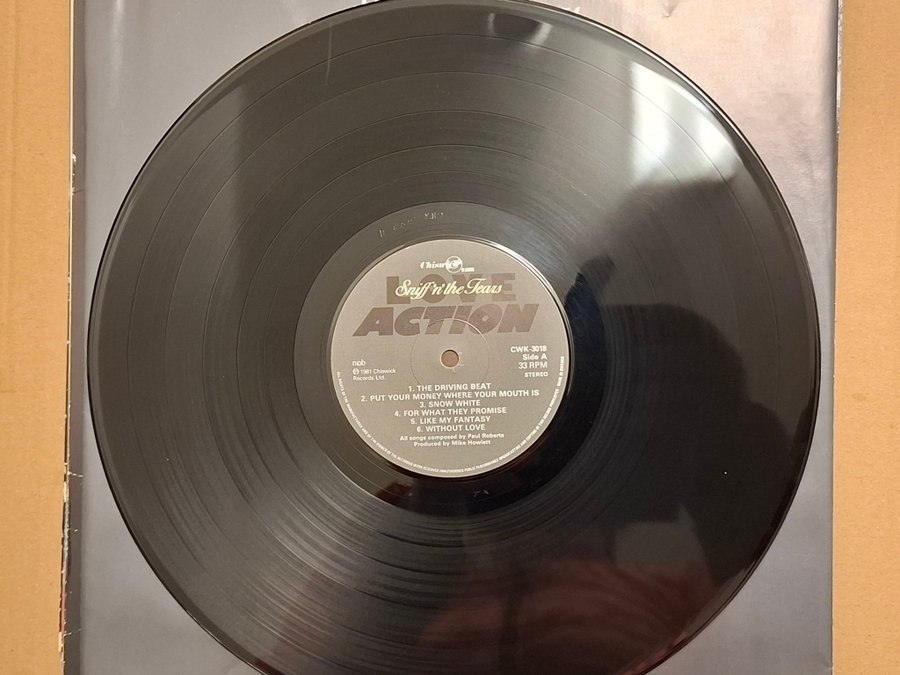 Chiswick
Sniff 'n' the Tears
LOVE
ACTION
CWK-3018
Side A
33 RPM
STEREO
ncb
Ⓟ 1981 Chiswick
Records Ltd.
1. THE DRIVING BEAT
2. PUT YOUR MONEY WHERE YOUR MOUTH IS
3. SNOW WHITE
4. FOR WHAT THEY PROMISE
5. LIKE MY FANTASY
6. WITHOUT LOVE
All songs composed by Paul Roberts
Produced by Mike Howlett